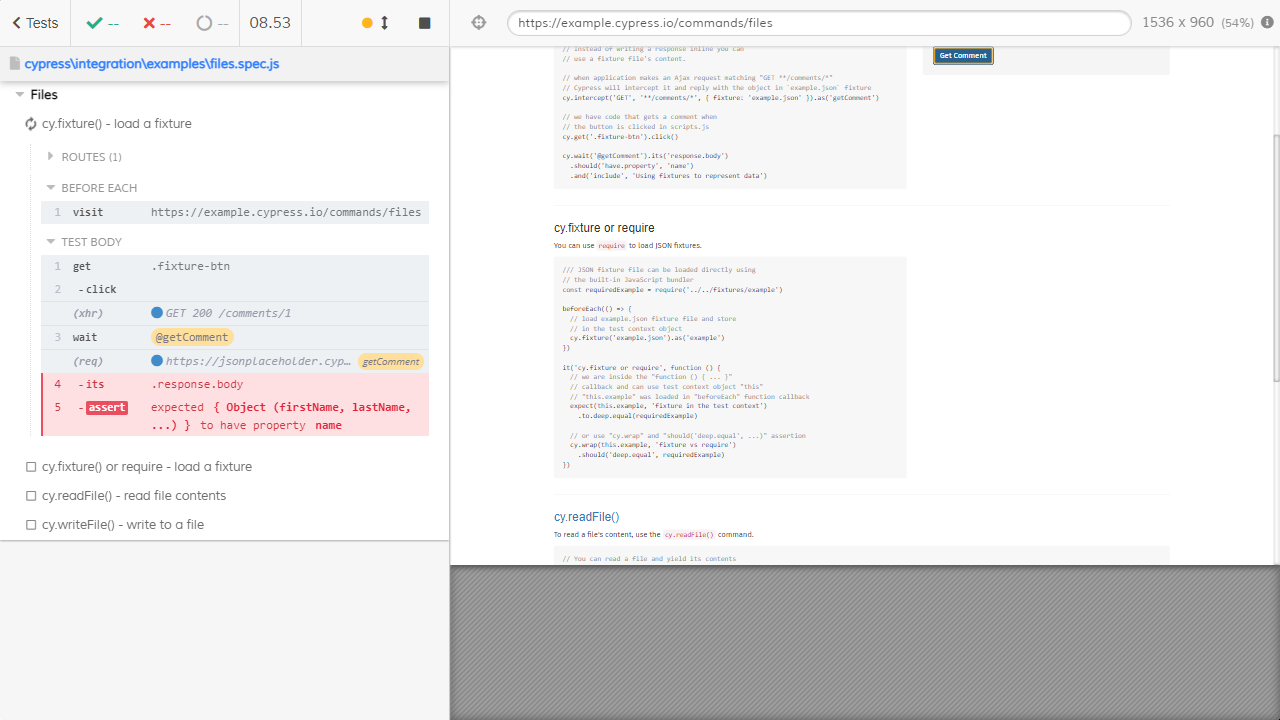 Tests
--
--
--
08.53
https://example.cypress.io/commands/files
1536 x 960 (54%)
cypress\integration\examples\files.spec.js
Files
cy.fixture() - load a fixture
ROUTES (1)
BEFORE EACH
1 visit https://example.cypress.io/commands/files
TEST BODY
1 get .fixture-btn
2 -click
(xhr) GET 200 /comments/1
3 wait @getComment
(req) https://jsonplaceholder.cyp... getComment
4 -its .response.body
5 -assert expected { Object (firstName, lastName,
...) } to have property name
cy.fixture() or require - load a fixture
cy.readFile() - read file contents
cy.writeFile() - write to a file
// instead of writing a response inline you can
// use a fixture file's content.
// when application makes an Ajax request matching "GET **/comments/*"
// Cypress will intercept it and reply with the object in `example.json` fixture
cy.intercept('GET', '**/comments/*', { fixture: 'example.json' }).as('getComment')
// we have code that gets a comment when
// the button is clicked in scripts.js
cy.get('.fixture-btn').click()
cy.wait('@getComment').its('response.body')
.should('have.property', 'name')
.and('include', 'Using fixtures to represent data')
Get Comment
cy.fixture or require
You can use require to load JSON fixtures.
/// JSON fixture file can be loaded directly using
// the built-in JavaScript bundler
const requiredExample = require('../../fixtures/example')
beforeEach(() => {
// load example.json fixture file and store
// in the test context object
cy.fixture('example.json').as('example')
})
it('cy.fixture or require', function () {
// we are inside the "function () { ... }"
// callback and can use test context object "this"
// "this.example" was loaded in "beforeEach" function callback
expect(this.example, 'fixture in the test context')
.to.deep.equal(requiredExample)
// or use "cy.wrap" and "should('deep.equal', ...)" assertion
cy.wrap(this.example, 'fixture vs require')
.should('deep.equal', requiredExample)
})
cy.readFile()
To read a file's content, use the cy.readFile() command.
// You can read a file and yield its contents